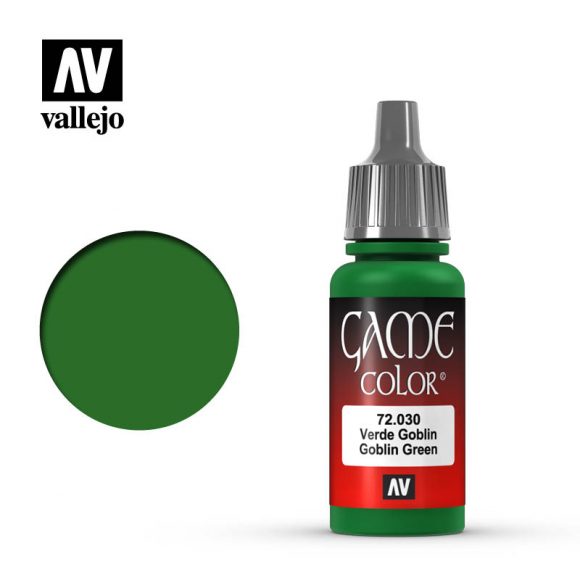 AV
vallejo
GAME
COLOR©
72.030
Verde Goblin
Goblin Green
AV